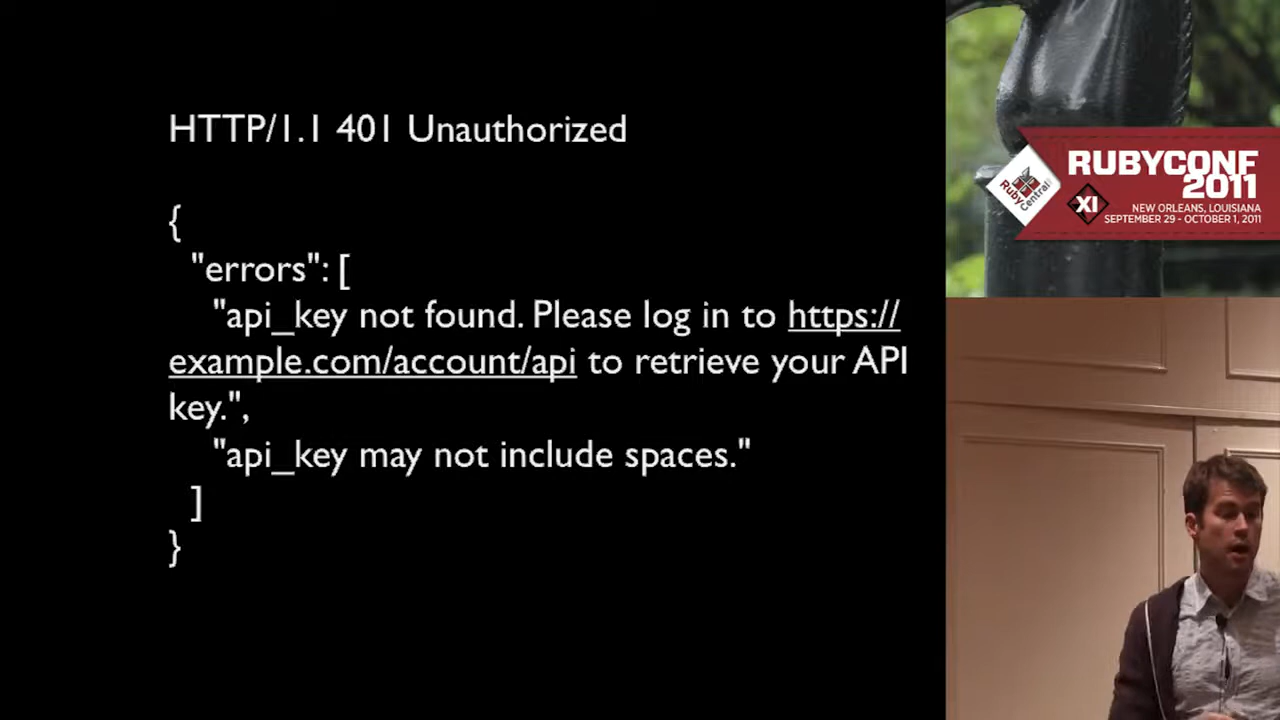 HTTP/1.1 401 Unauthorized
{
"errors": [
"api_key not found. Please log in to https://
example.com/account/api to retrieve your API
key.",
"api_key may not include spaces."
]
}
RUBYCONF
2011
RubyCentral
XI
NEW ORLEANS, LOUISIANA
SEPTEMBER 29 - OCTOBER 1, 2011